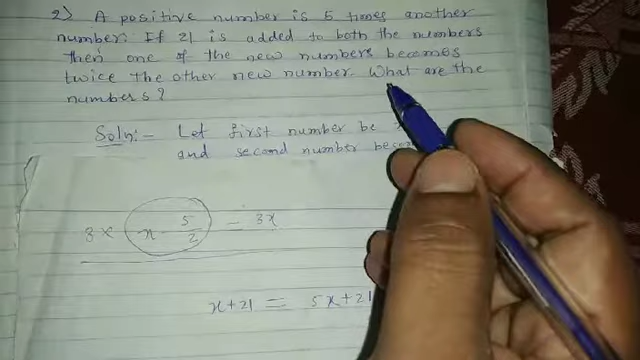 2) A positive number is 5 times another
number. If 21 is added to both the numbers
then one of the new numbers becomes
twice the other new number. What are the
numbers?
Soln:- Let first number be
and second number
8x x - 5/2 = 3x
x+21 = 5x+21